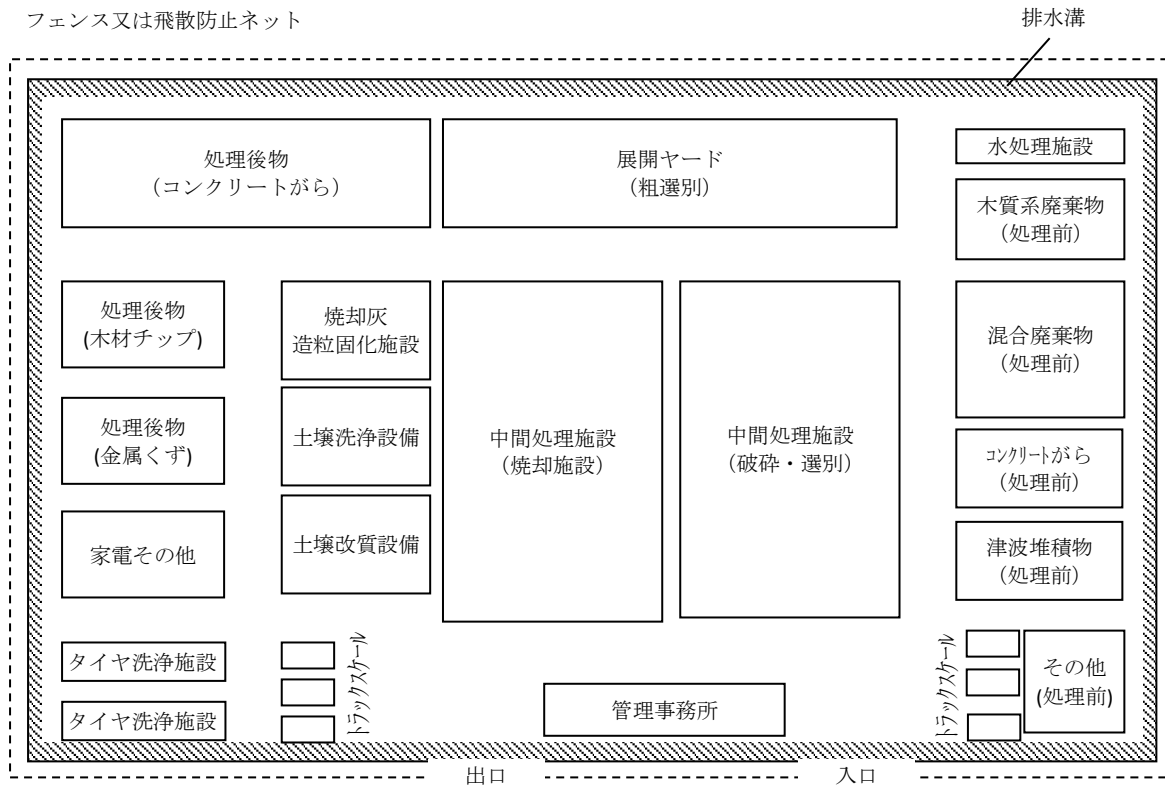 フェンス又は飛散防止ネット
排水溝
処理後物
（コンクリートがら）
展開ヤード
（粗選別）
水処理施設
木質系廃棄物
（処理前）
処理後物
(木材チップ)
焼却灰
造粒固化施設
中間処理施設
（焼却施設）
中間処理施設
（破砕・選別）
混合廃棄物
（処理前）
処理後物
(金属くず)
土壌洗浄設備
ｺﾝｸﾘｰﾄがら
（処理前）
家電その他
土壌改質設備
津波堆積物
（処理前）
タイヤ洗浄施設
タイヤ洗浄施設
トラックスケール
管理事務所
トラックスケール
その他
(処理前)
出口
入口